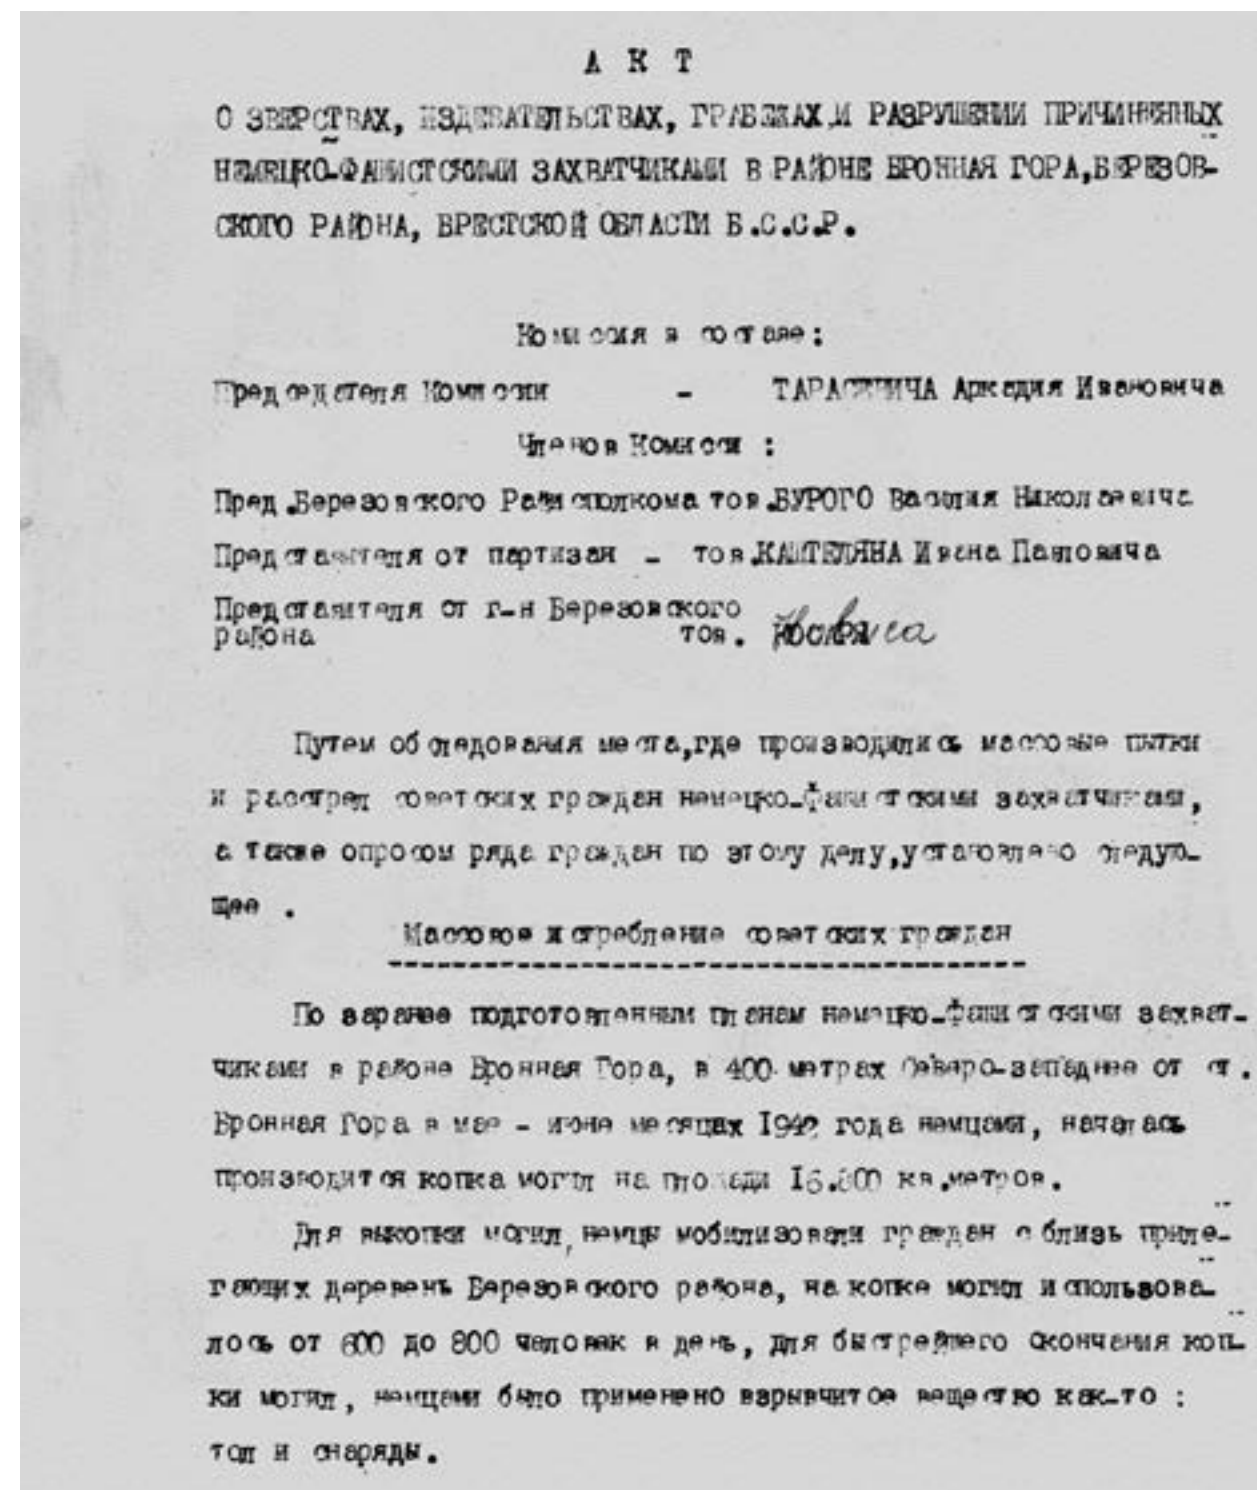 А К Т
О ЗВЕРСТВАХ, ИЗДЕВАТЕЛЬСТВАХ, ГРАБЕЖАХ И РАЗРУШЕНИИ ПРИЧИНЕННЫХ
НЕМЕЦКО-ФАШИСТСКИМИ ЗАХВАТЧИКАМИ В РАЙОНЕ БРОННАЯ ГОРА,БЕРЕЗОВ-
СКОГО РАЙОНА, БРЕСТСКОЙ ОБЛАСТИ Б.С.С.Р.
Комиссия в составе:
Председателя Комиссии - ТАРАСЕВИЧА Аркадия Ивановича
Членов Комисси :
Пред.Березовского Райисполкома тов.БУРОГО Василия Николаевича
Представителя от партизан - тов.КАШТЕЛЯНА Ивана Павловича
Представителя от г-н Березовского
района тов.
Путем обследования места,где производились массовые пытки
и расстрел советских граждан немецко-фашистскими захватчиками,
а также опросом ряда граждан по этому делу,установлено следую-
щее .
Массовое истребление советских граждан
По заранее подготовленным планам немецко-фашистскими захват-
чиками в районе Бронная Гора, в 400 метрах Северо-западнее от ст.
Бронная Гора в мае - июне месяцах 1942 года немцами, началась
производится копка могил на площади 16.800 кв.метров.
Для выкопки могил, немцы мобилизовали граждан с близь приле-
гающих деревень Березовского района, на копке могил использова-
лось от 600 до 800 человек в день, для быстрейшего окончания коп-
ки могил, немцами было применено взрывчитое вещество как-то :
тол и снаряды.